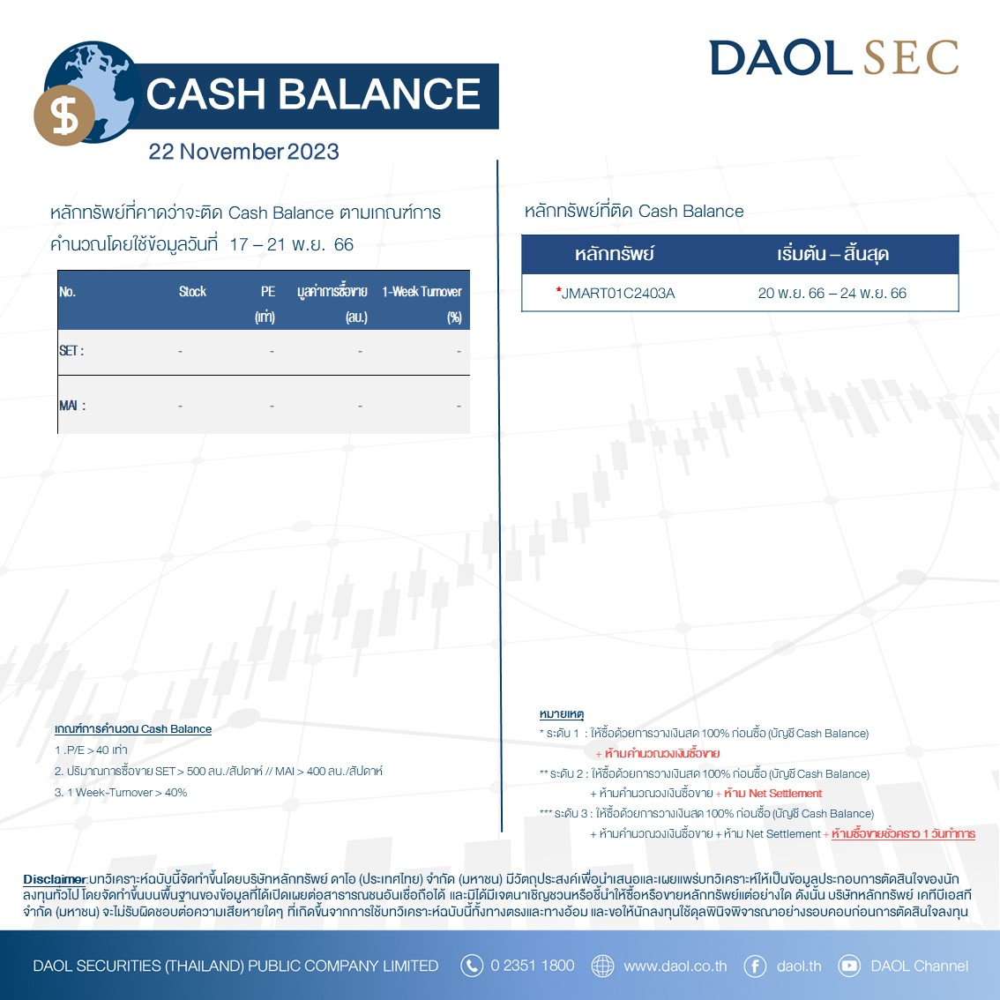 DAOL SEC
$
CASH BALANCE
22 November 2023
หลักทรัพย์ที่คาดว่าจะติด Cash Balance ตามเกณฑ์การ
คำนวณโดยใช้ข้อมูลวันที่ 17 – 21 พ.ย. 66
No. Stock PE มูลค่าการซื้อขาย 1-Week Turnover
(เท่า) (ลบ.) (%)
SET : - - - -
MAI : - - - -
หลักทรัพย์ที่ติด Cash Balance
หลักทรัพย์ เริ่มต้น – สิ้นสุด
*JMART01C2403A 20 พ.ย. 66 – 24 พ.ย. 66
เกณฑ์การคำนวณ Cash Balance
1 .P/E > 40 เท่า
2. ปริมาณการซื้อขาย SET > 500 ลบ./สัปดาห์ // MAI > 400 ลบ./สัปดาห์
3. 1 Week-Turnover > 40%
หมายเหตุ
* ระดับ 1 : ให้ซื้อด้วยการวางเงินสด 100% ก่อนซื้อ (บัญชี Cash Balance)
+ ห้ามคำนวณวงเงินซื้อขาย
** ระดับ 2 : ให้ซื้อด้วยการวางเงินสด 100% ก่อนซื้อ (บัญชี Cash Balance)
+ ห้ามคำนวณวงเงินซื้อขาย + ห้าม Net Settlement
*** ระดับ 3 : ให้ซื้อด้วยการวางเงินสด 100% ก่อนซื้อ (บัญชี Cash Balance)
+ ห้ามคำนวณวงเงินซื้อขาย + ห้าม Net Settlement + ห้ามซื้อขายชั่วคราว 1 วันทำการ
Disclaimer:บทวิเคราะห์ฉบับนี้จัดทำขึ้นโดยบริษัทหลักทรัพย์ ดาโอ (ประเทศไทย) จำกัด (มหาชน) มีวัตถุประสงค์เพื่อนำเสนอและเผยแพร่บทวิเคราะห์ให้เป็นข้อมูลประกอบการตัดสินใจของนัก
ลงทุนทั่วไป โดยจัดทำขึ้นบนพื้นฐานของข้อมูลที่ได้เปิดเผยต่อสาธารณชนอันเชื่อถือได้ และมิได้มีเจตนาเชิญชวนหรือชี้นำให้ซื้อหรือขายหลักทรัพย์แต่อย่างใด ดังนั้น บริษัทหลักทรัพย์ เคทีบีเอสที
จำกัด (มหาชน) จะไม่รับผิดชอบต่อความเสียหายใดๆ ที่เกิดขึ้นจากการใช้บทวิเคราะห์ฉบับนี้ทั้งทางตรงและทางอ้อม และขอให้นักลงทุนใช้ดุลพินิจพิจารณาอย่างรอบคอบก่อนการตัดสินใจลงทุน
DAOL SECURITIES (THAILAND) PUBLIC COMPANY LIMITED 0 2351 1800 www.daol.co.th daol.th DAOL Channel